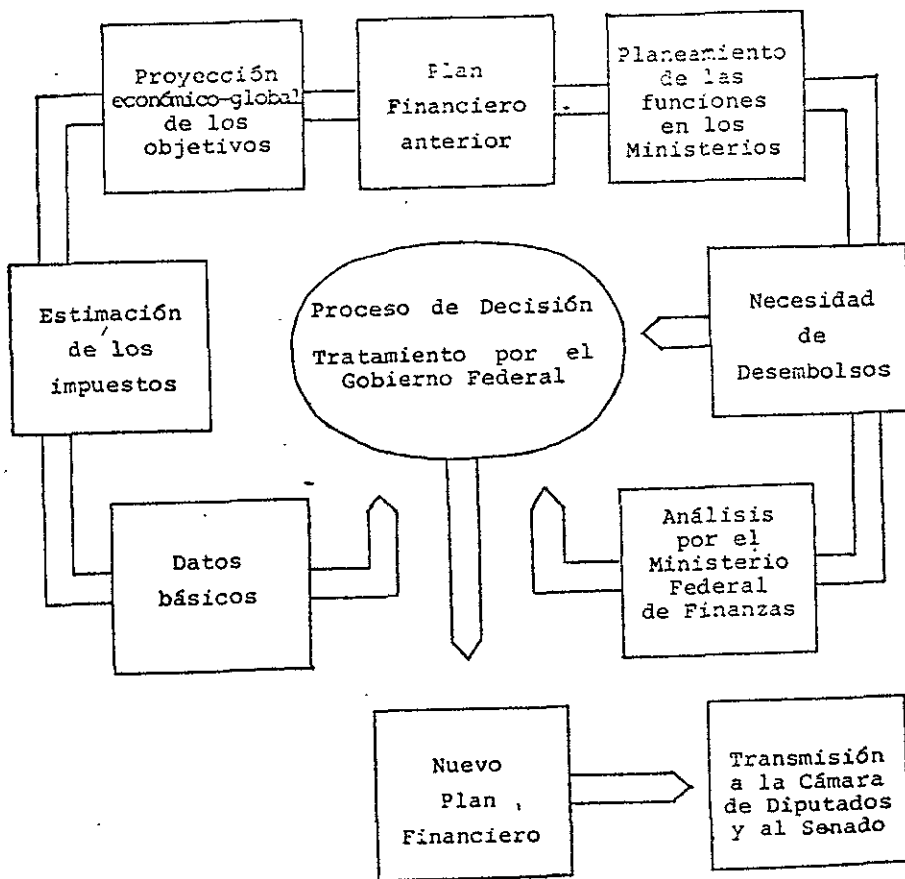 Proyección
económico-global
de los
objetivos
Plan
Financiero
anterior
Planeamiento
de las
funciones
en los
Ministerios
Estimación
de los
impuestos
Proceso de Decisión
Tratamiento por el
Gobierno Federal
Necesidad
de
Desembolsos
Datos
básicos
Análisis
por el
Ministerio
Federal
de Finanzas
Nuevo
Plan
Financiero
Transmisión
a la Cámara
de Diputados
y al Senado